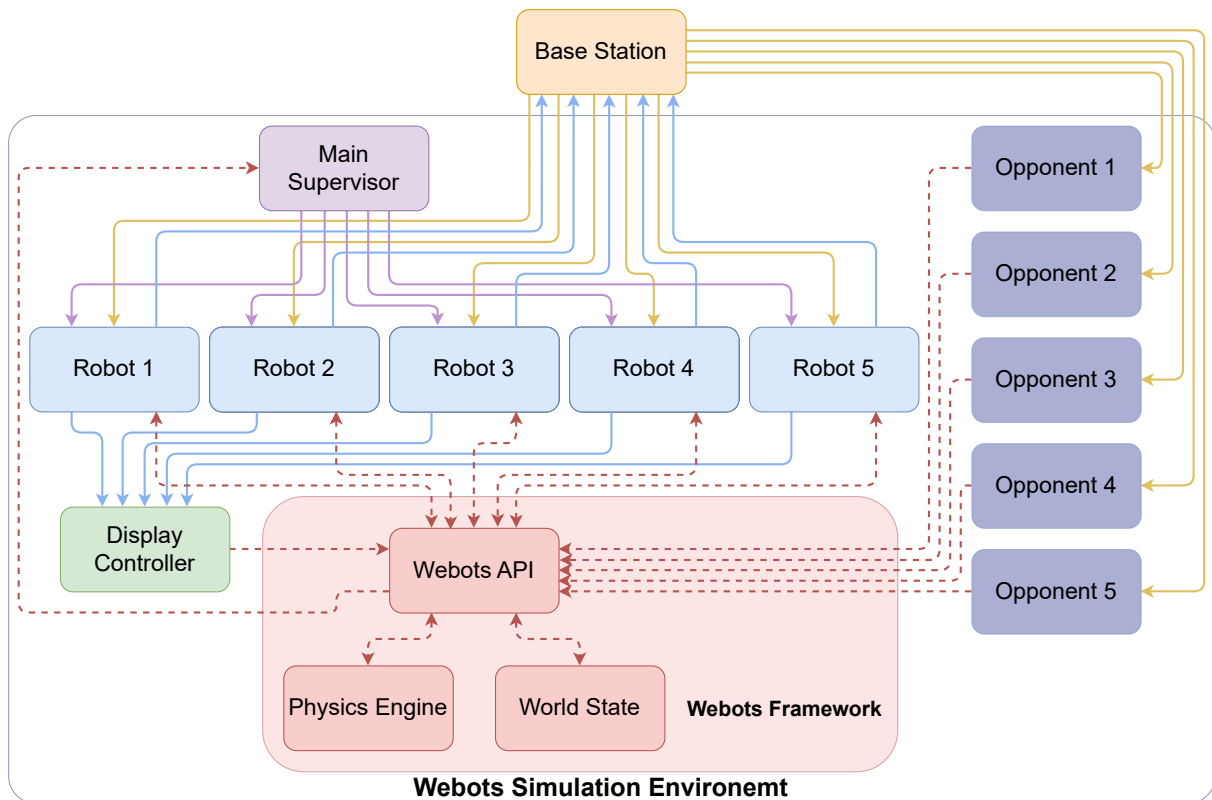 Base Station
Main
Supervisor
Opponent 1
Opponent 2
Robot 1
Robot 2
Robot 3
Robot 4
Robot 5
Opponent 3
Opponent 4
Display
Controller
Webots API
Opponent 5
Physics Engine
World State
Webots Framework
Webots Simulation Environemt